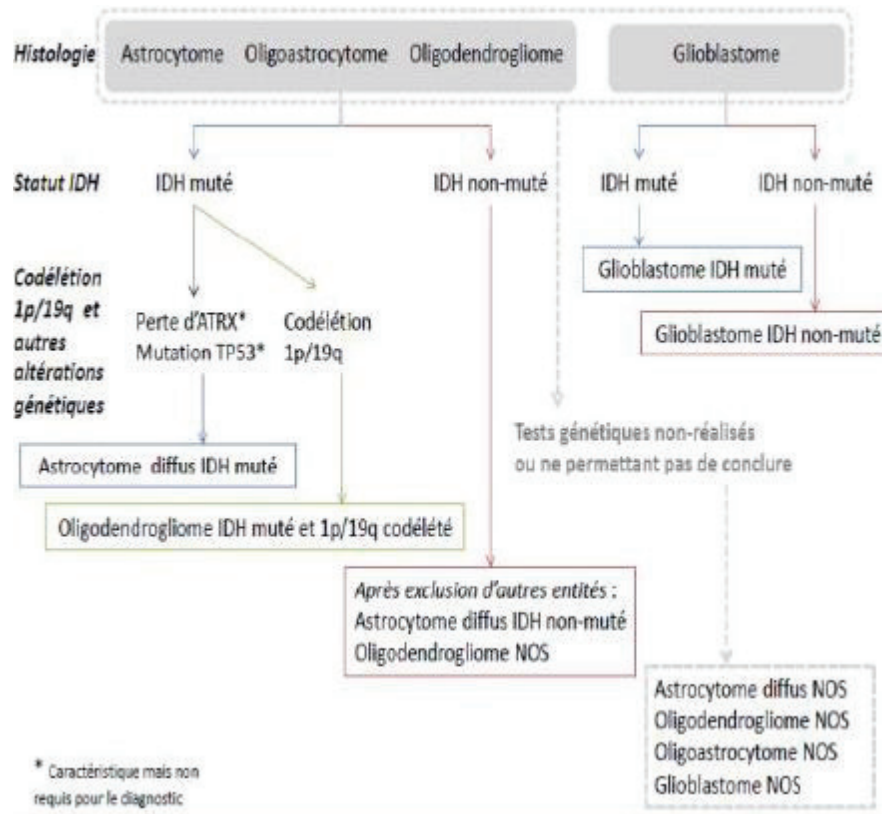 Histologie
Astrocytome Oligoastrocytome Oligodendrogliome
Glioblastome
Statut IDH
IDH muté
IDH non-muté
IDH muté
IDH non-muté
Codélétion
1p/19q et
autres
altérations
génétiques
Perte d'ATRX*
Mutation TP53*
Codélétion
1p/19q
Glioblastome IDH muté
Glioblastome IDH non-muté
Tests génétiques non-réalisés
ou ne permettant pas de conclure
Astrocytome diffus IDH muté
Oligodendrogliome IDH muté et 1p/19q codélété
Après exclusion d'autres entités :
Astrocytome diffus IDH non-muté
Oligodendrogliome NOS
Astrocytome diffus NOS
Oligodendrogliome NOS
Oligoastrocytome NOS
Glioblastome NOS
* Caractéristique mais non
requis pour le diagnostic